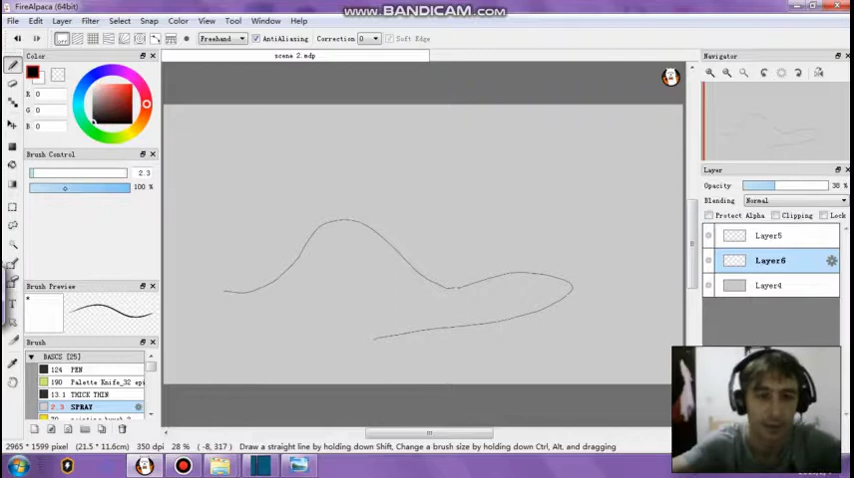 FireAlpaca (64bit)
www.BANDICAM.com
File Edit Layer Filter Select Snap Color View Tool Window Help
Freehand AntiAliasing Correction 0 Soft Edge
Color
scene 2.mdp
Navigator
R 0
G 0
B 0
Brush Control
2.3
100 %
Layer
Opacity 38 %
Blending Normal
Protect Alpha Clipping Lock
Layer5
Layer6
Layer4
Brush Preview
Brush
BASCS [25]
124 PEN
190 Palette Knife_32 epi
13.1 THICK THIN
2.3 SPRAY
2965 * 1599 pixel (21.5 * 11.6cm) 350 dpi 28 % (-8, 317) Draw a straight line by holding down Shift, Change a brush size by holding down Ctrl, Alt, and dragging